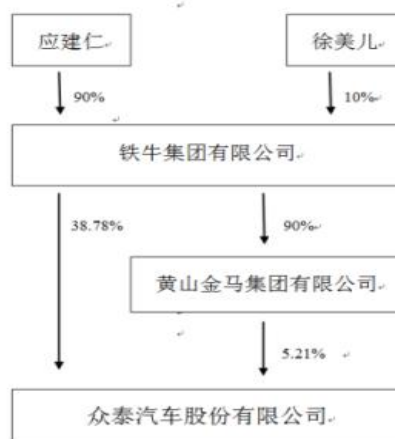 应建仁
徐美儿
90%
10%
铁牛集团有限公司
38.78%
90%
黄山金马集团有限公司
5.21%
众泰汽车股份有限公司